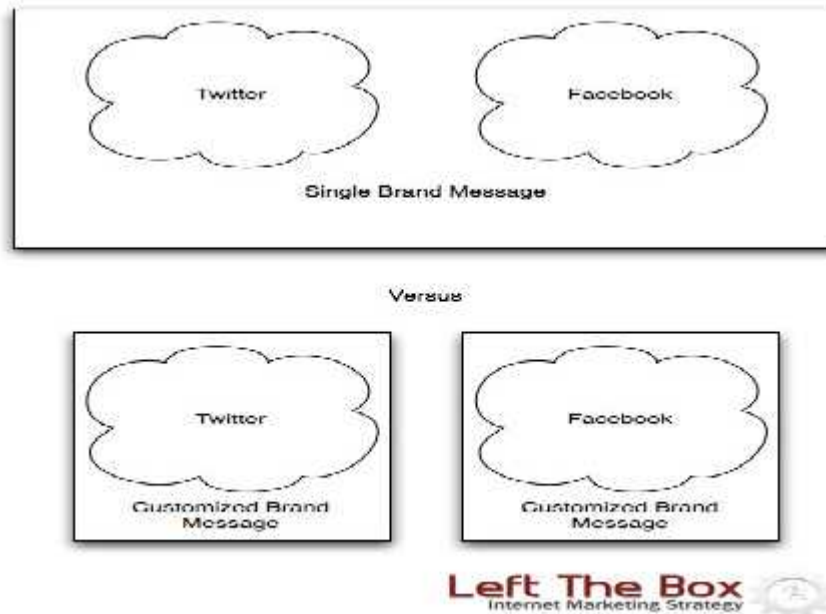 Twitter Facebook
Single Brand Message
Versus
Twitter Facebook
Customized Brand Customized Brand
Message Message
Left The Box
Internet Marketing Strategy